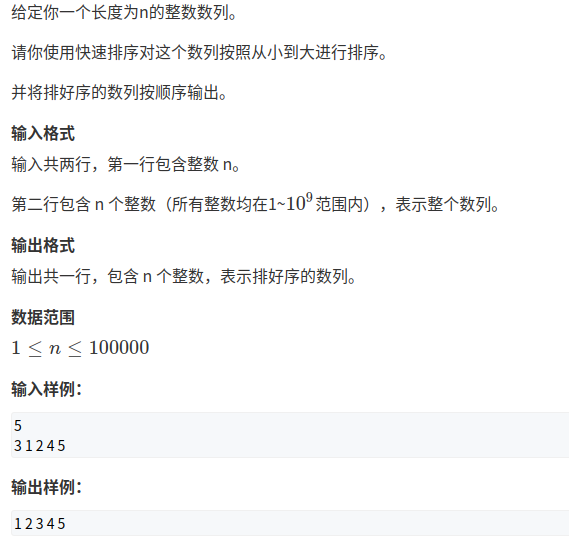 给定你一个长度为n的整数数列。
请你使用快速排序对这个数列按照从小到大进行排序。
并将排好序的数列按顺序输出。
输入格式
输入共两行，第一行包含整数 n。
第二行包含 n 个整数（所有整数均在1~10⁹范围内），表示整个数列。
输出格式
输出共一行，包含 n 个整数，表示排好序的数列。
数据范围
1 ≤ n ≤ 100000
输入样例：
5
3 1 2 4 5
输出样例：
1 2 3 4 5